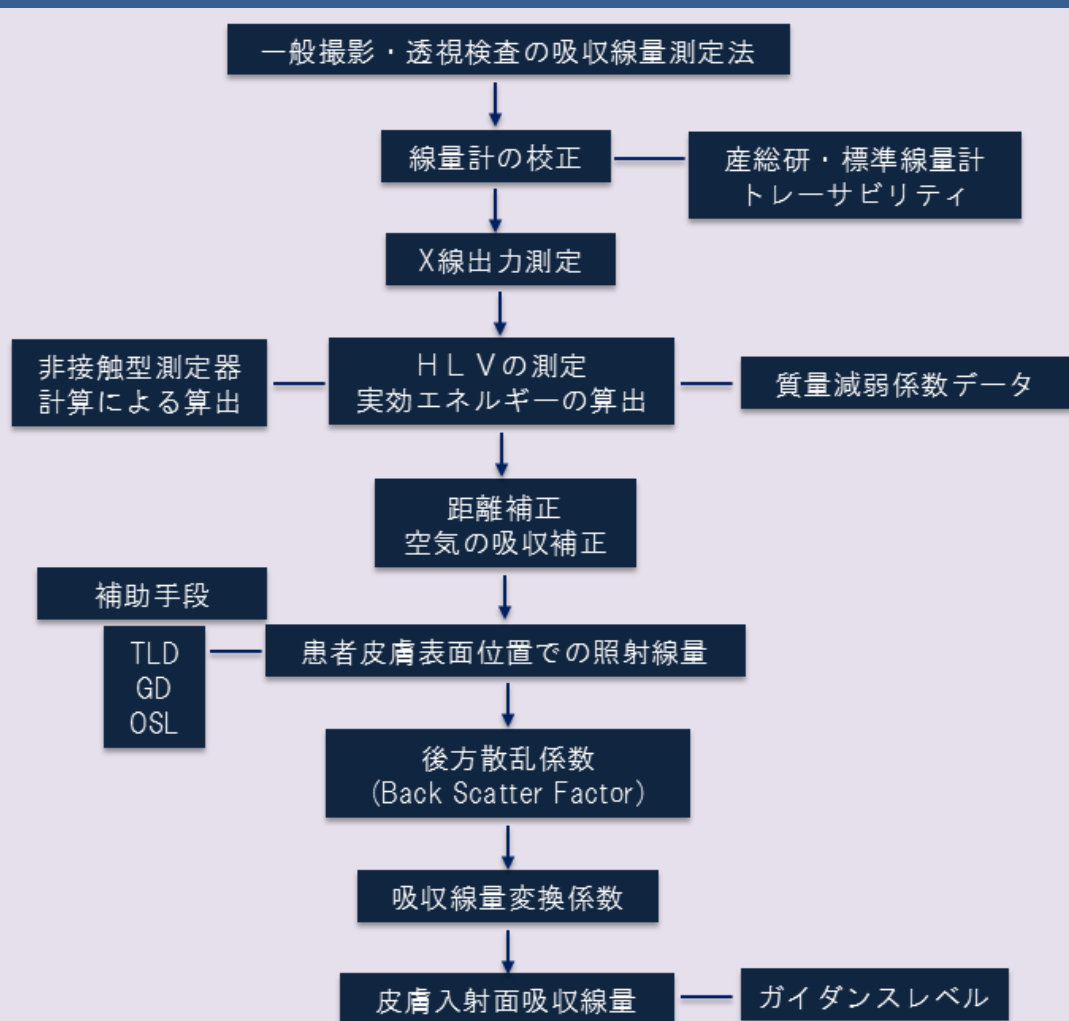 一般撮影・透視検査の吸収線量測定法
線量計の校正
産総研・標準線量計
トレーサビリティ
X線出力測定
非接触型測定器
計算による算出
ＨＬＶの測定
実効エネルギーの算出
質量減弱係数データ
距離補正
空気の吸収補正
補助手段
TLD
GD
OSL
患者皮膚表面位置での照射線量
後方散乱係数
(Back Scatter Factor)
吸収線量変換係数
皮膚入射面吸収線量
ガイダンスレベル